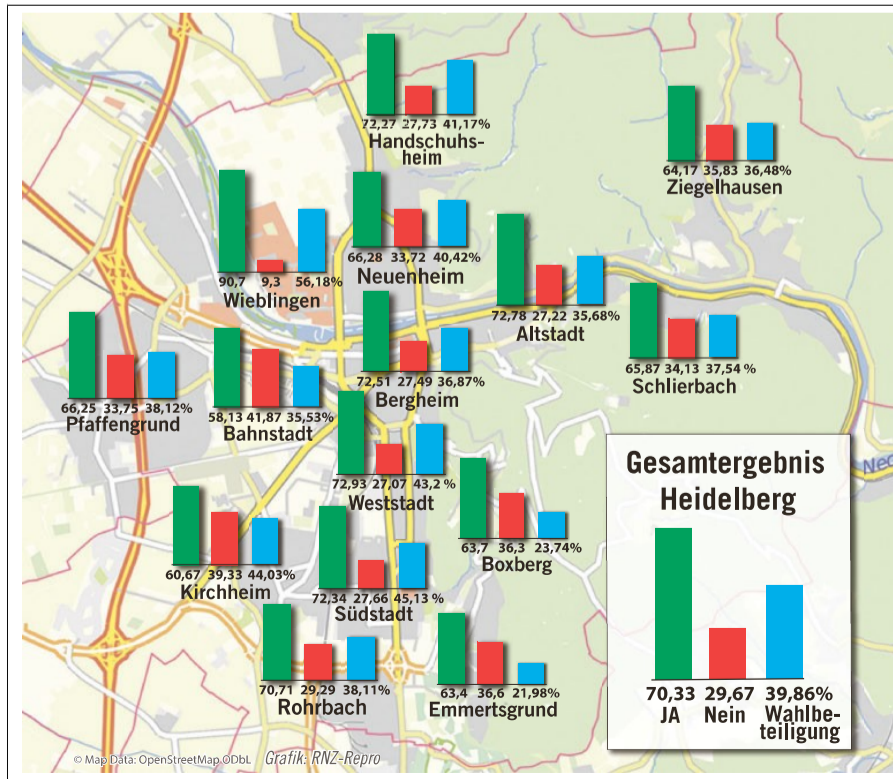 72,27 27,73 41,17%
Handschuhs-
heim
64,17 35,83 36,48%
Ziegelhausen
90,7 9,3 56,18%
Wieblingen
66,28 33,72 40,42%
Neuenheim
72,78 27,22 35,68%
Altstadt
65,87 34,13 37,54 %
Schlierbach
66,25 33,75 38,12%
Pfaffengrund
58,13 41,87 35,53%
Bahnstadt
72,51 27,49 36,87%
Bergheim
72,93 27,07 43,2 %
Weststadt
63,7 36,3 23,74%
Boxberg
60,67 39,33 44,03%
Kirchheim
72,34 27,66 45,13 %
Südstadt
70,71 29,29 38,11%
Rohrbach
63,4 36,6 21,98%
Emmertsgrund
Gesamtergebnis
Heidelberg
70,33 29,67 39,86%
JA Nein Wahlbe-
teiligung
© Map Data: OpenStreetMap ODbL Grafik: RNZ-Repro